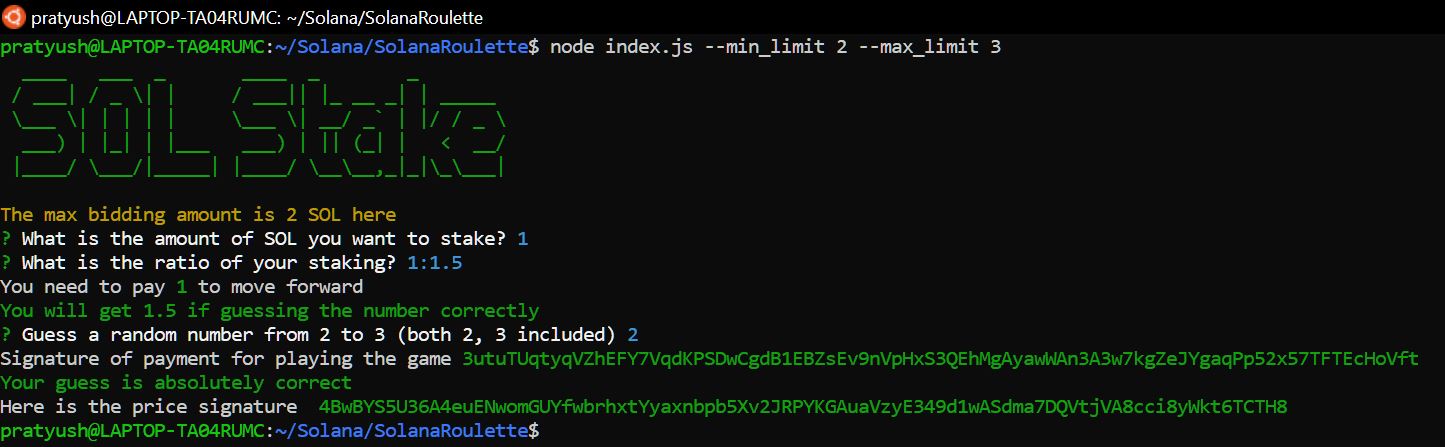 pratyush@LAPTOP-TA04RUMC: ~/Solana/SolanaRoulette
pratyush@LAPTOP-TA04RUMC:~/Solana/SolanaRoulette$ node index.js --min_limit 2 --max_limit 3
SOL Stake
The max bidding amount is 2 SOL here
? What is the amount of SOL you want to stake? 1
? What is the ratio of your staking? 1:1.5
You need to pay 1 to move forward
You will get 1.5 if guessing the number correctly
? Guess a random number from 2 to 3 (both 2, 3 included) 2
Signature of payment for playing the game 3utuTUqtyqVZhEFY7VqdKPSDwCgdB1EBZsEv9nVpHxS3QEhMgAyawWAn3A3w7kgZeJYgaqPp52x57TFTEcHoVft
Your guess is absolutely correct
Here is the price signature  4BwBYS5U36A4euENwomGUYfwbrhxtYyaxnbpb5Xv2JRPYKGAuaVzyE349d1wASdma7DQVtjVA8cci8yWkt6TCTH8
pratyush@LAPTOP-TA04RUMC:~/Solana/SolanaRoulette$